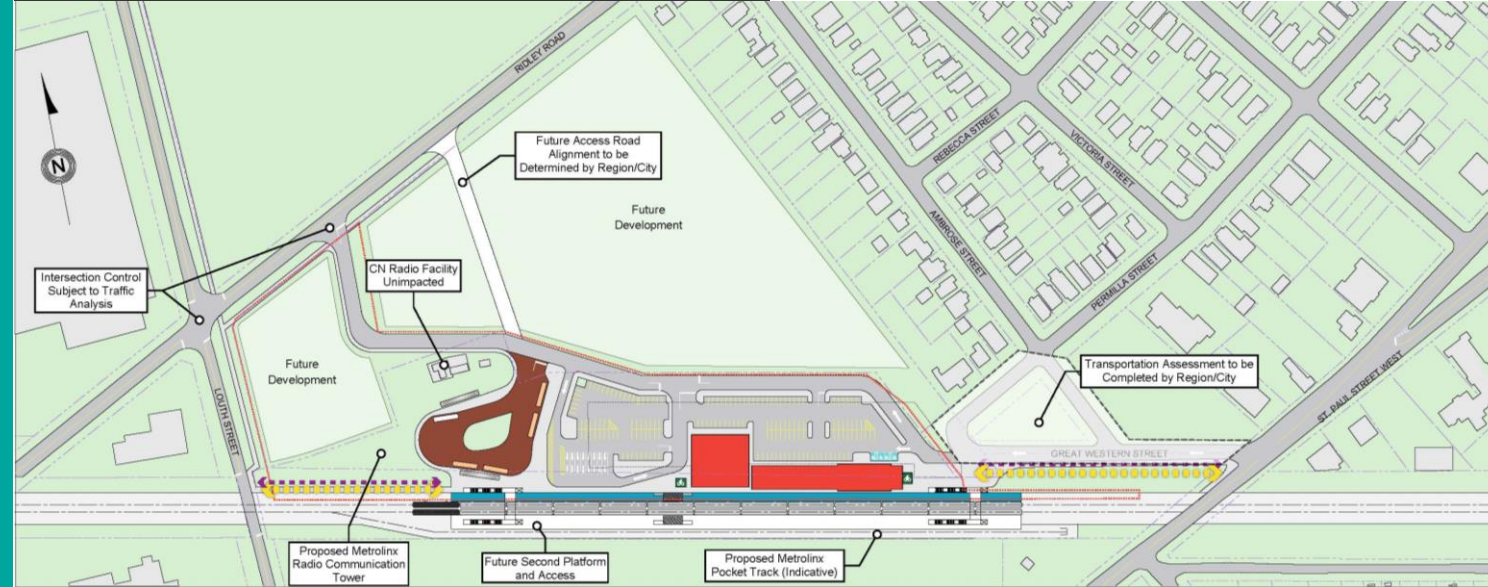 RIDLEY ROAD
Future Access Road
Alignment to be
Determined by Region/City
REBECCA STREET
VICTORIA STREET
N
Future
Development
AMBROSE STREET
PERMILLA STREET
Intersection Control
Subject to Traffic
Analysis
CN Radio Facility
Unimpacted
Future
Development
Transportation Assessment to be
Completed by Region/City
ST. PAUL STREET WEST
LOUTH STREET
GREAT WESTERN STREET
Proposed Metrolinx
Radio Communication
Tower
Future Second Platform
and Access
Proposed Metrolinx
Pocket Track (Indicative)